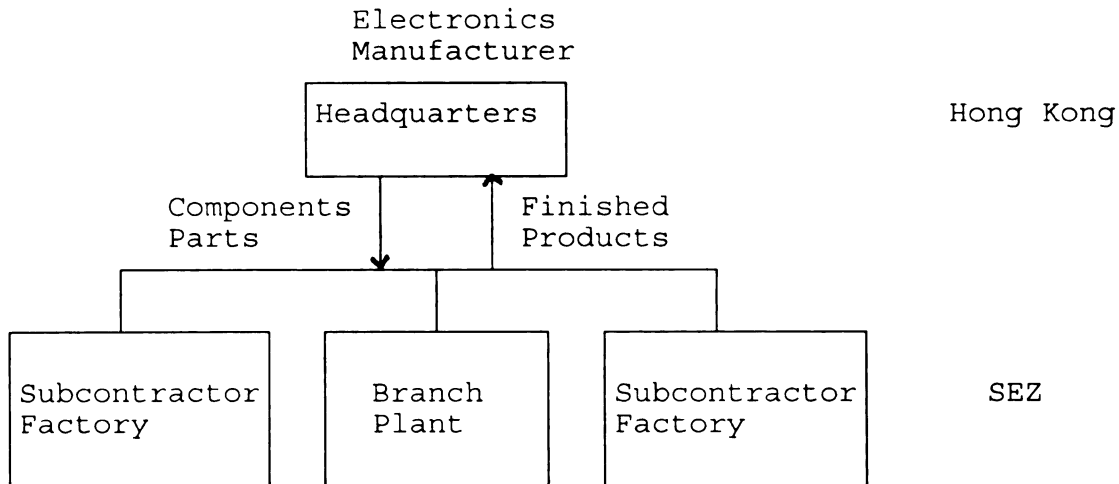 Electronics
Manufacturer
Headquarters
Hong Kong
Components
Parts
Finished
Products
Subcontractor
Factory
Branch
Plant
Subcontractor
Factory
SEZ